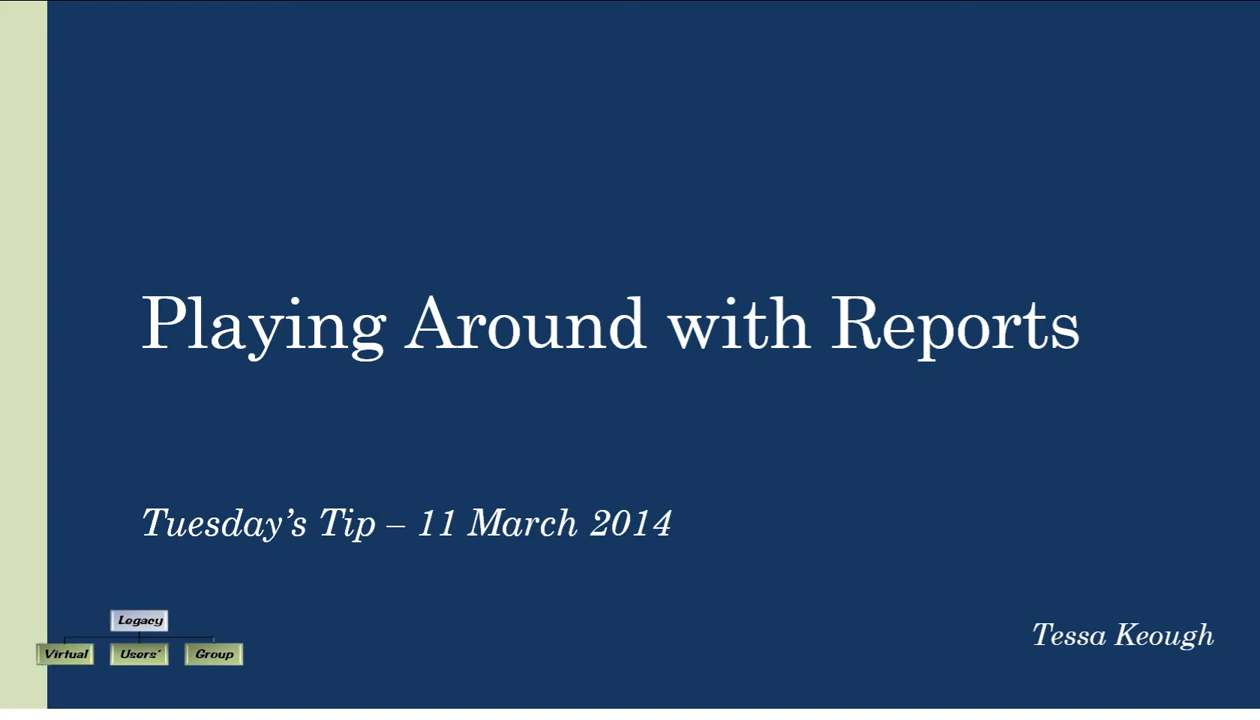 Playing Around with Reports
Tuesday’s Tip – 11 March 2014
Legacy
Virtual Users’ Group
Tessa Keough